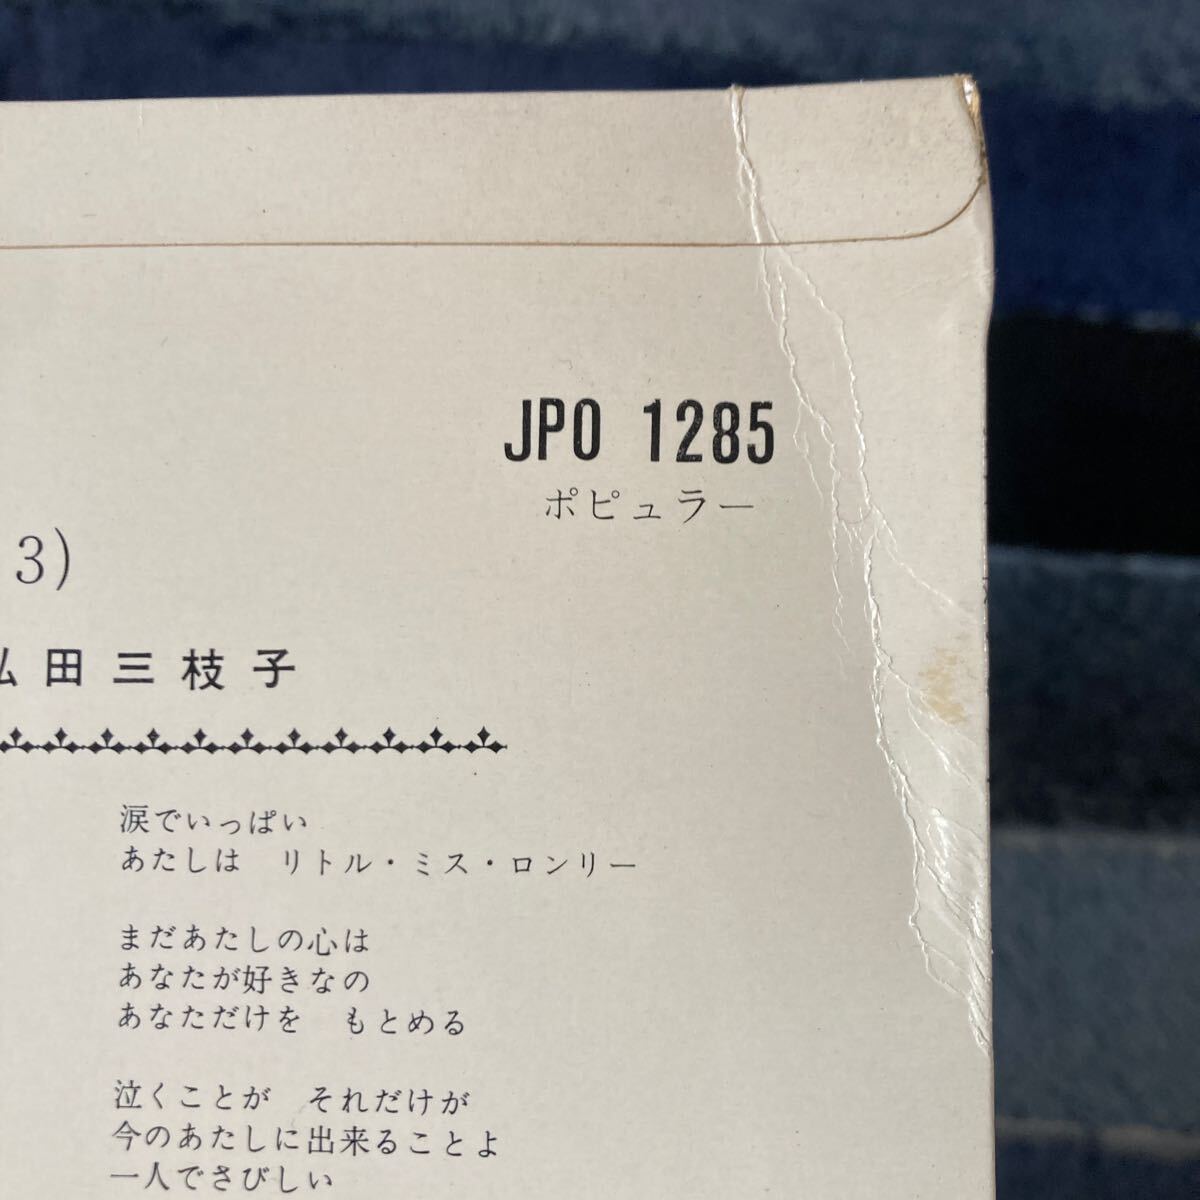 JPO 1285
ポピュラー
3)
弘田三枝子
涙でいっぱい
あたしは　リトル・ミス・ロンリー
まだあたしの心は
あなたが好きなの
あなただけを　もとめる
泣くことが　それだけが
今のあたしに出来ることよ
一人でさびしい